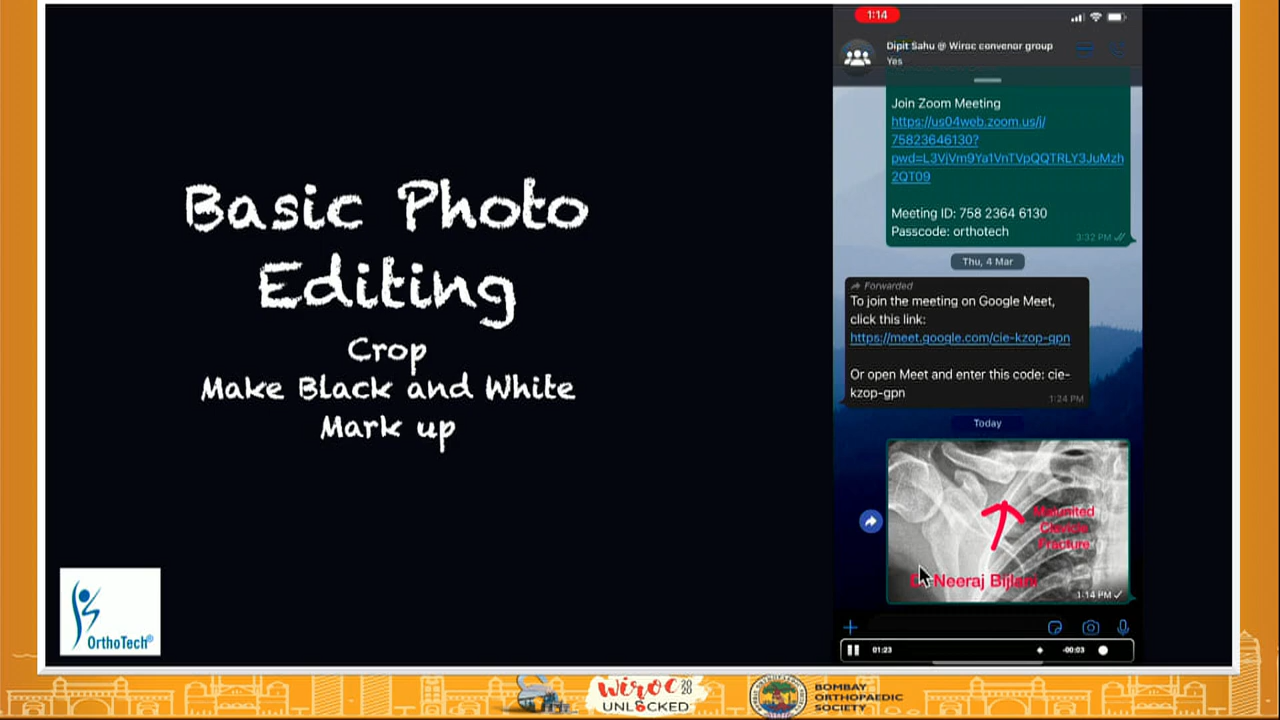 Basic Photo
Editing
Crop
Make Black and White
Mark up
OrthoTech®
1:14
Dipit Sahu @ Wiroc convenor group
Yes
Join Zoom Meeting
https://us04web.zoom.us/j/
75823646130?
pwd=L3VjVm9Ya1VnTVpQQTRLY3JuMzh
2QT09
Meeting ID: 758 2364 6130
Passcode: orthotech
3:32 PM
Thu, 4 Mar
Forwarded
To join the meeting on Google Meet,
click this link:
https://meet.google.com/cie-kzop-gpn
Or open Meet and enter this code: cie-
kzop-gpn
1:24 PM
Today
Malunited
Clavicle
Fracture
Neeraj Bijlani
1:14 PM
01:23
-00:03
WIROC 2020
UNLOCKED
BOMBAY
ORTHOPAEDIC
SOCIETY